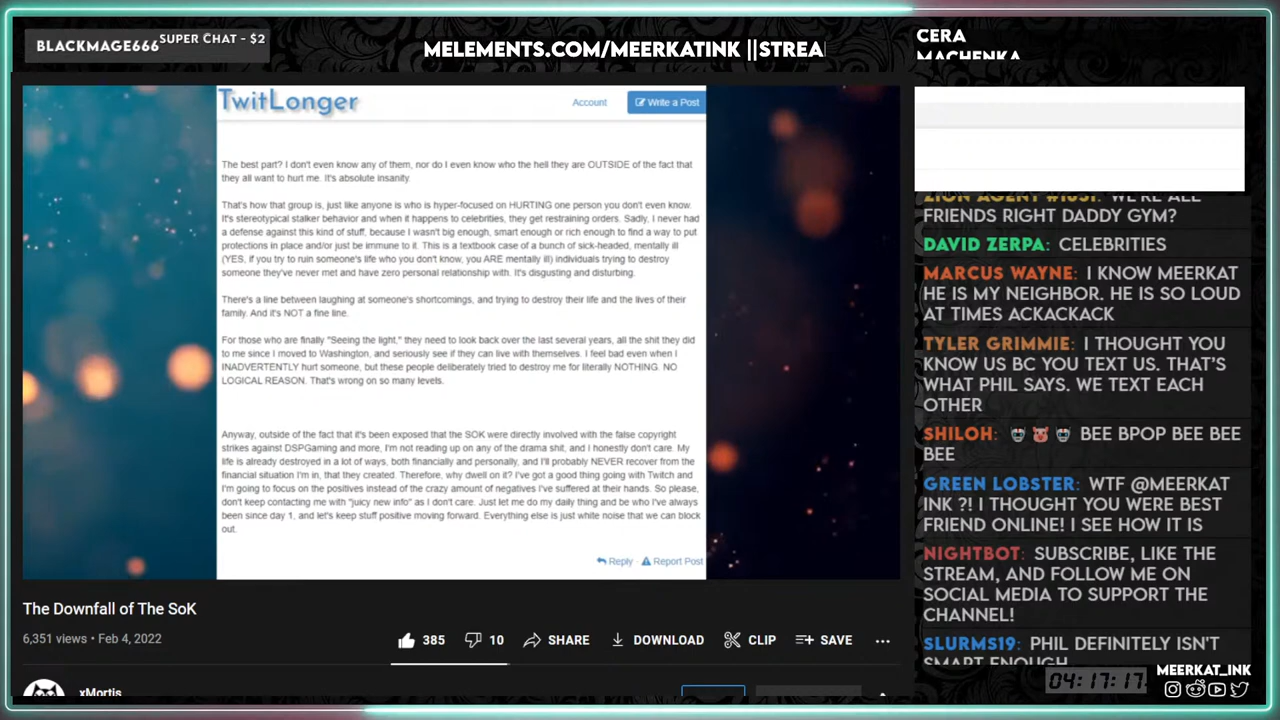 BLACKMAGE666 SUPER CHAT - $2
MELEMENTS.COM/MEERKATINK ||STREA
CERA
MACHENKA
TwitLonger
Account
Write a Post
The best part? I don't even know any of them, nor do I even know who the hell they are OUTSIDE of the fact that
they all want to hurt me. It's absolute insanity.
That's how that group is, just like anyone is who is hyper-focused on HURTING one person you don't even know.
It's stereotypical stalker behavior and when it happens to celebrities, they get restraining orders. Sadly, I never had
a defense against this kind of stuff, because I wasn't big enough, smart enough or rich enough to find a way to put
protections in place and/or just be immune to it. This is a textbook case of a bunch of sick-headed, mentally ill
(YES, if you try to ruin someone's life who you don't know, you ARE mentally ill) individuals trying to destroy
someone they've never met and have zero personal relationship with. It's disgusting and disturbing.
There's a line between laughing at someone's shortcomings, and trying to destroy their life and the lives of their
family. And it's NOT a fine line.
For those who are finally "Seeing the light," they need to look back over the last several years, all the shit they did
to me since I moved to Washington, and seriously see if they can live with themselves. I feel bad even when I
INADVERTENTLY hurt someone, but these people deliberately tried to destroy me for literally NOTHING. NO
LOGICAL REASON. That's wrong on so many levels.
Anyway, outside of the fact that it's been exposed that the SOK were directly involved with the false copyright
strikes against DSPGaming and more, I'm not reading up on any of the drama shit, and I honestly don't care. My
life is already destroyed in a lot of ways, both financially and personally, and I'll probably NEVER recover from the
financial situation I'm in, that they created. Therefore, why dwell on it? I've got a good thing going with Twitch and
I'm going to focus on the positives instead of the crazy amount of negatives I've suffered at their hands. So please,
don't keep contacting me with "juicy new info" as I don't care. Just let me do my daily thing and be who I've always
been since day 1, and let's keep stuff positive moving forward. Everything else is just white noise that we can block
out.
Reply
Report Post
The Downfall of The SoK
6,351 views • Feb 4, 2022
385
10
SHARE
DOWNLOAD
CLIP
SAVE
xMortis
ZION AGENT #1051: WE'RE ALL
FRIENDS RIGHT DADDY GYM?
DAVID ZERPA: CELEBRITIES
MARCUS WAYNE: I KNOW MEERKAT
HE IS MY NEIGHBOR. HE IS SO LOUD
AT TIMES ACKACKACK
TYLER GRIMMIE: I THOUGHT YOU
KNOW US BC YOU TEXT US. THAT'S
WHAT PHIL SAYS. WE TEXT EACH
OTHER
SHILOH: BEE BPOP BEE BEE
BEE
GREEN LOBSTER: WTF @MEERKAT
INK ?! I THOUGHT YOU WERE BEST
FRIEND ONLINE! I SEE HOW IT IS
NIGHTBOT: SUBSCRIBE, LIKE THE
STREAM, AND FOLLOW ME ON
SOCIAL MEDIA TO SUPPORT THE
CHANNEL!
SLURMS19: PHIL DEFINITELY ISN'T
SMART ENOUGH
04:17:17
MEERKAT_INK